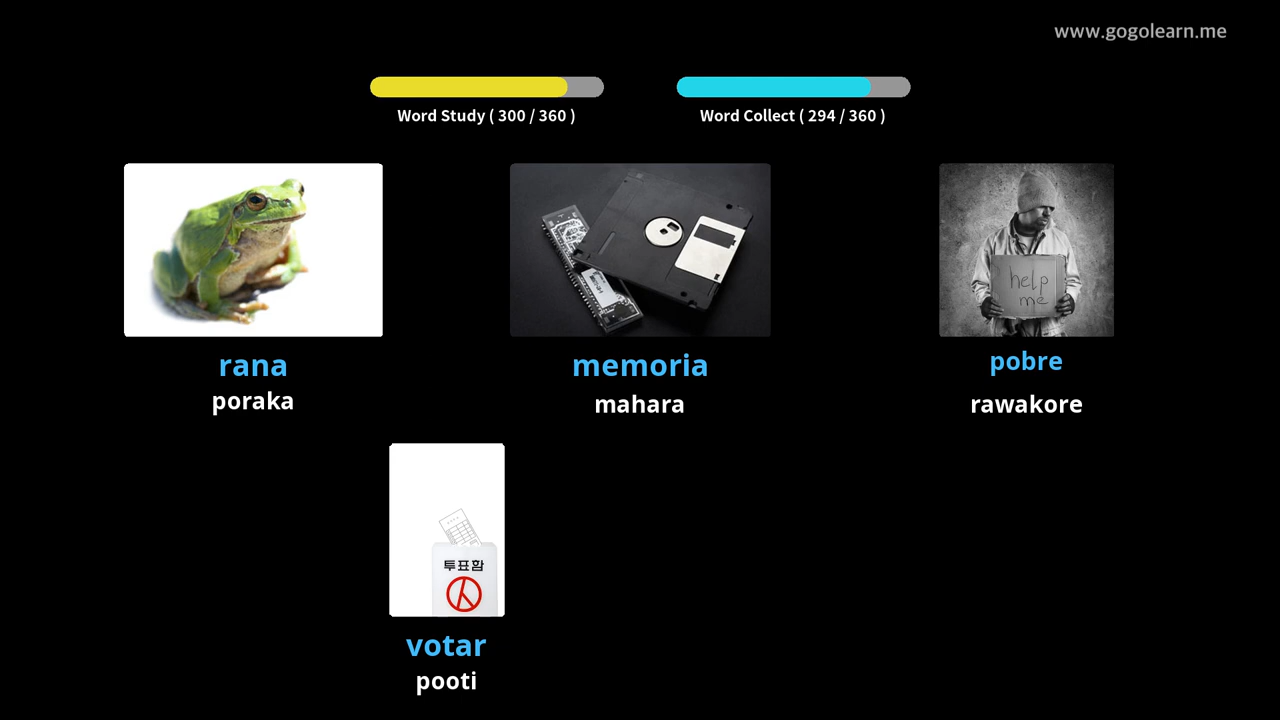 www.gogolearn.me
Word Study ( 300 / 360 )
Word Collect ( 294 / 360 )
help
me
rana
memoria
pobre
poraka
mahara
rawakore
투표함
votar
pooti